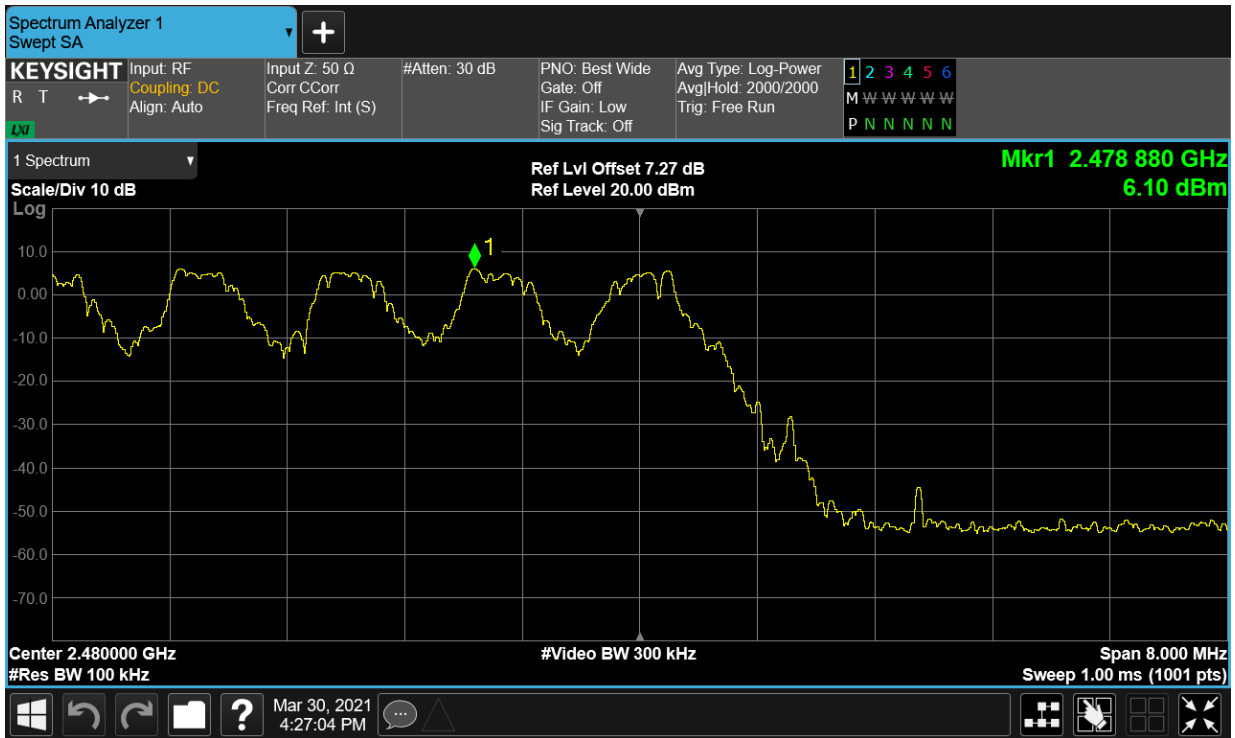 Spectrum Analyzer 1
Swept SA
KEYSIGHT
R T
LXI
Input: RF
Coupling: DC
Align: Auto
Input Z: 50 Ω
Corr CCorr
Freq Ref: Int (S)
#Atten: 30 dB
PNO: Best Wide
Gate: Off
IF Gain: Low
Sig Track: Off
Avg Type: Log-Power
Avg|Hold: 2000/2000
Trig: Free Run
1 2 3 4 5 6
M W W W W W
P N N N N N
1 Spectrum
Scale/Div 10 dB
Log
Ref Lvl Offset 7.27 dB
Ref Level 20.00 dBm
Mkr1 2.478 880 GHz
6.10 dBm
1
10.0
0.00
-10.0
-20.0
-30.0
-40.0
-50.0
-60.0
-70.0
Center 2.480000 GHz
#Res BW 100 kHz
#Video BW 300 kHz
Span 8.000 MHz
Sweep 1.00 ms (1001 pts)
?
Mar 30, 2021
4:27:04 PM